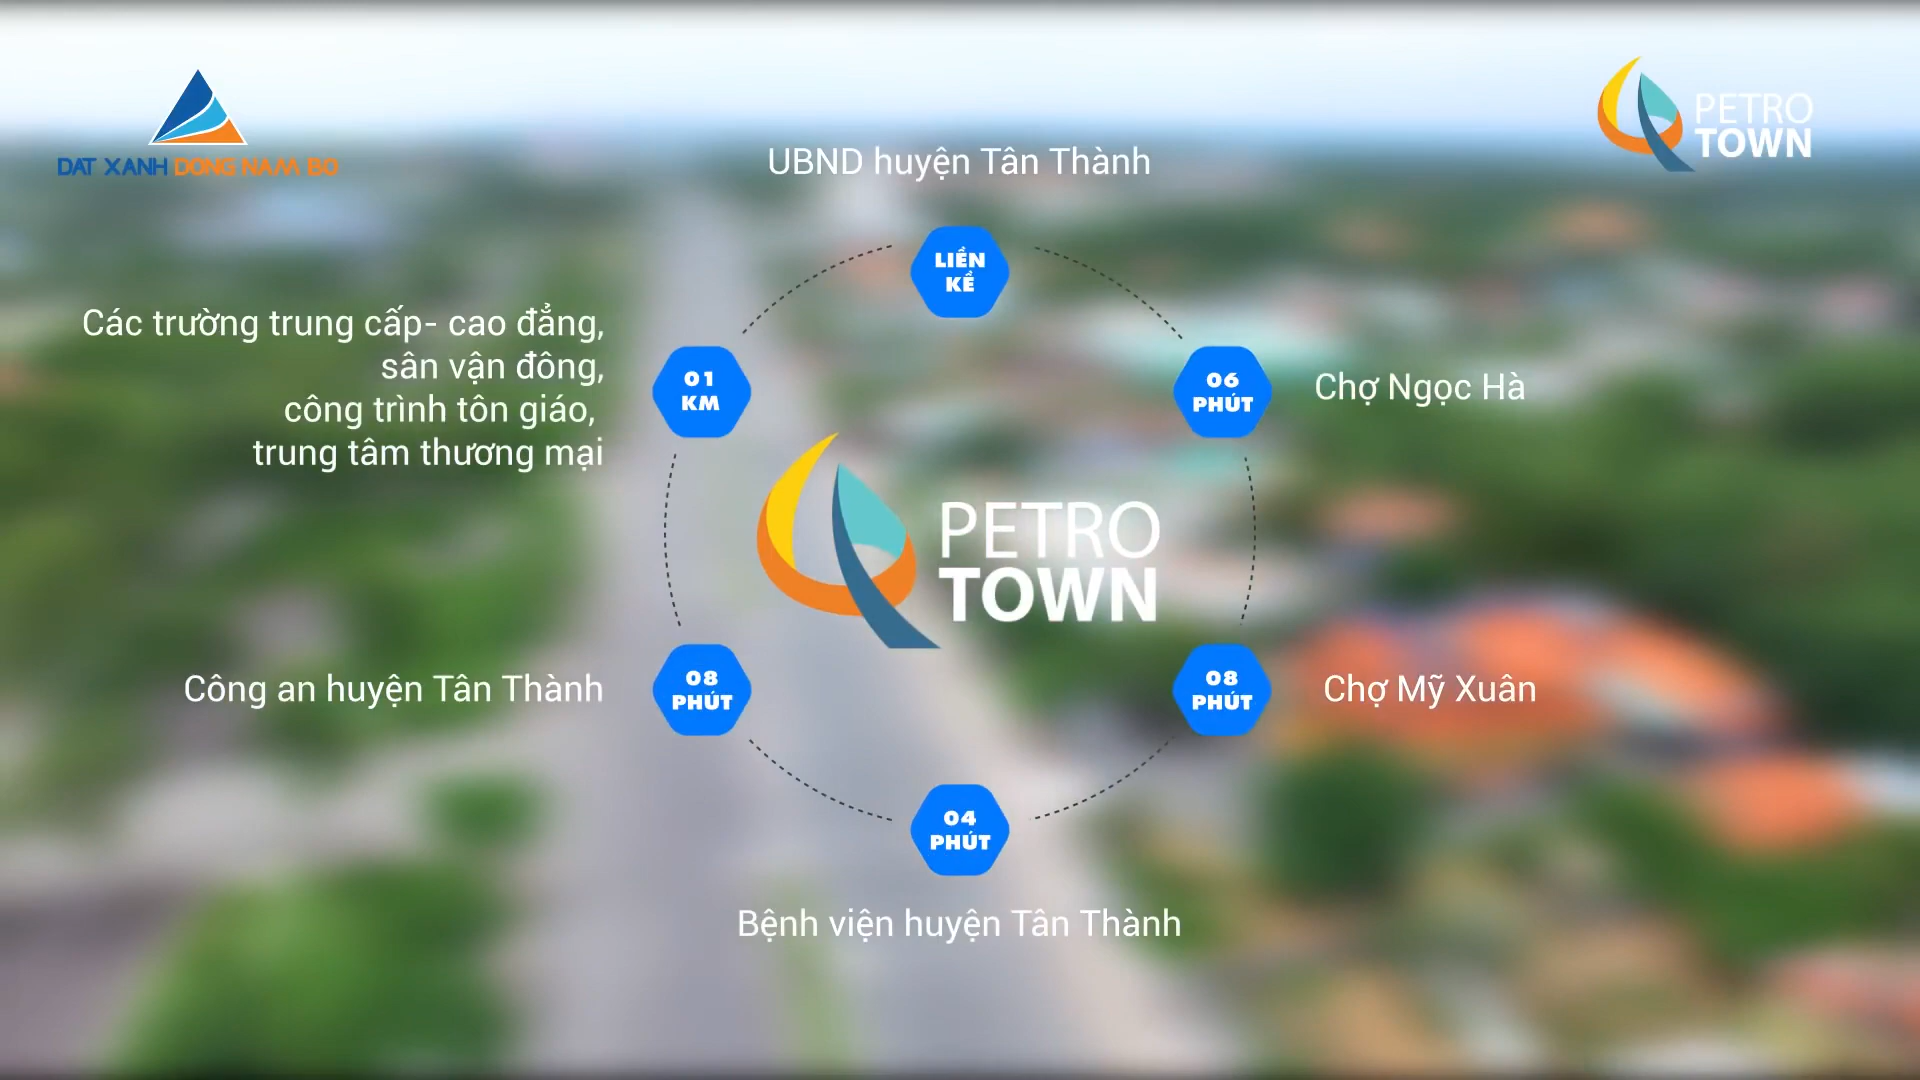 DAT XANH DONG NAM BO
PETRO
TOWN
UBND huyện Tân Thành
LIỀN
KỀ
Các trường trung cấp- cao đẳng,
sân vận đông,
công trình tôn giáo,
trung tâm thương mại
01
KM
06
PHÚT
Chợ Ngọc Hà
PETRO
TOWN
Công an huyện Tân Thành
08
PHÚT
08
PHÚT
Chợ Mỹ Xuân
04
PHÚT
Bệnh viện huyện Tân Thành